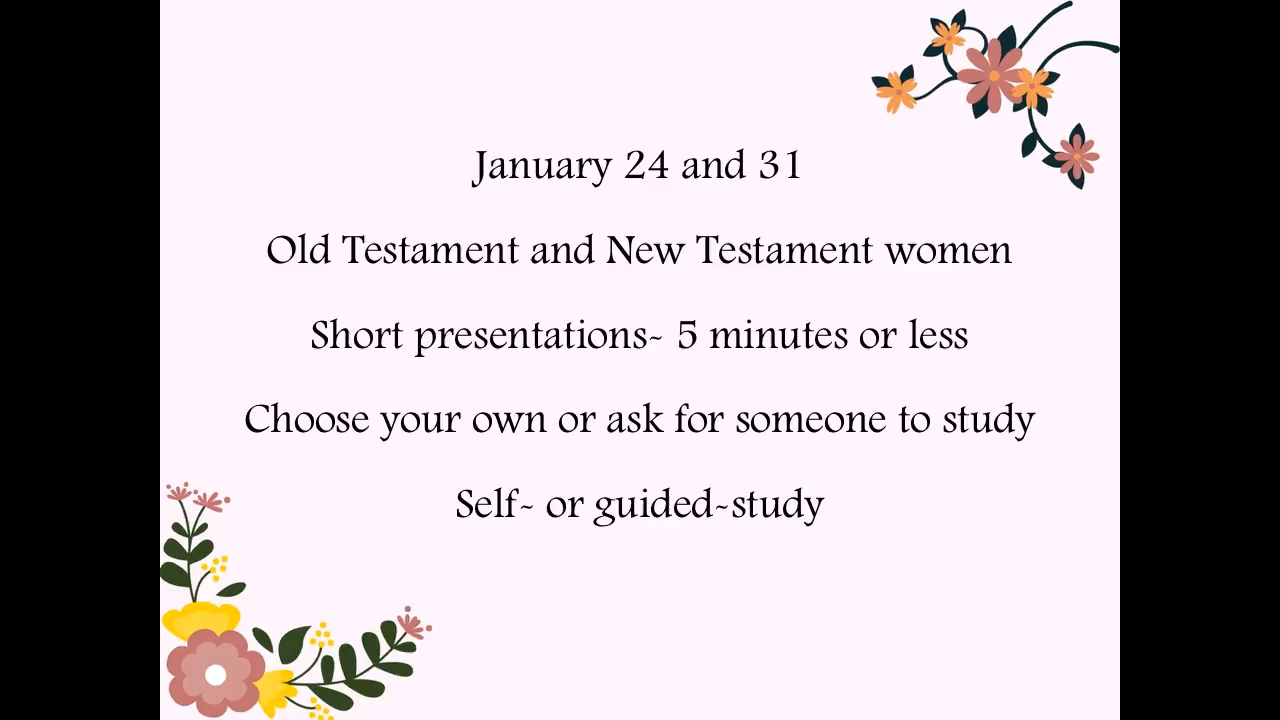 January 24 and 31
Old Testament and New Testament women
Short presentations- 5 minutes or less
Choose your own or ask for someone to study
Self- or guided-study